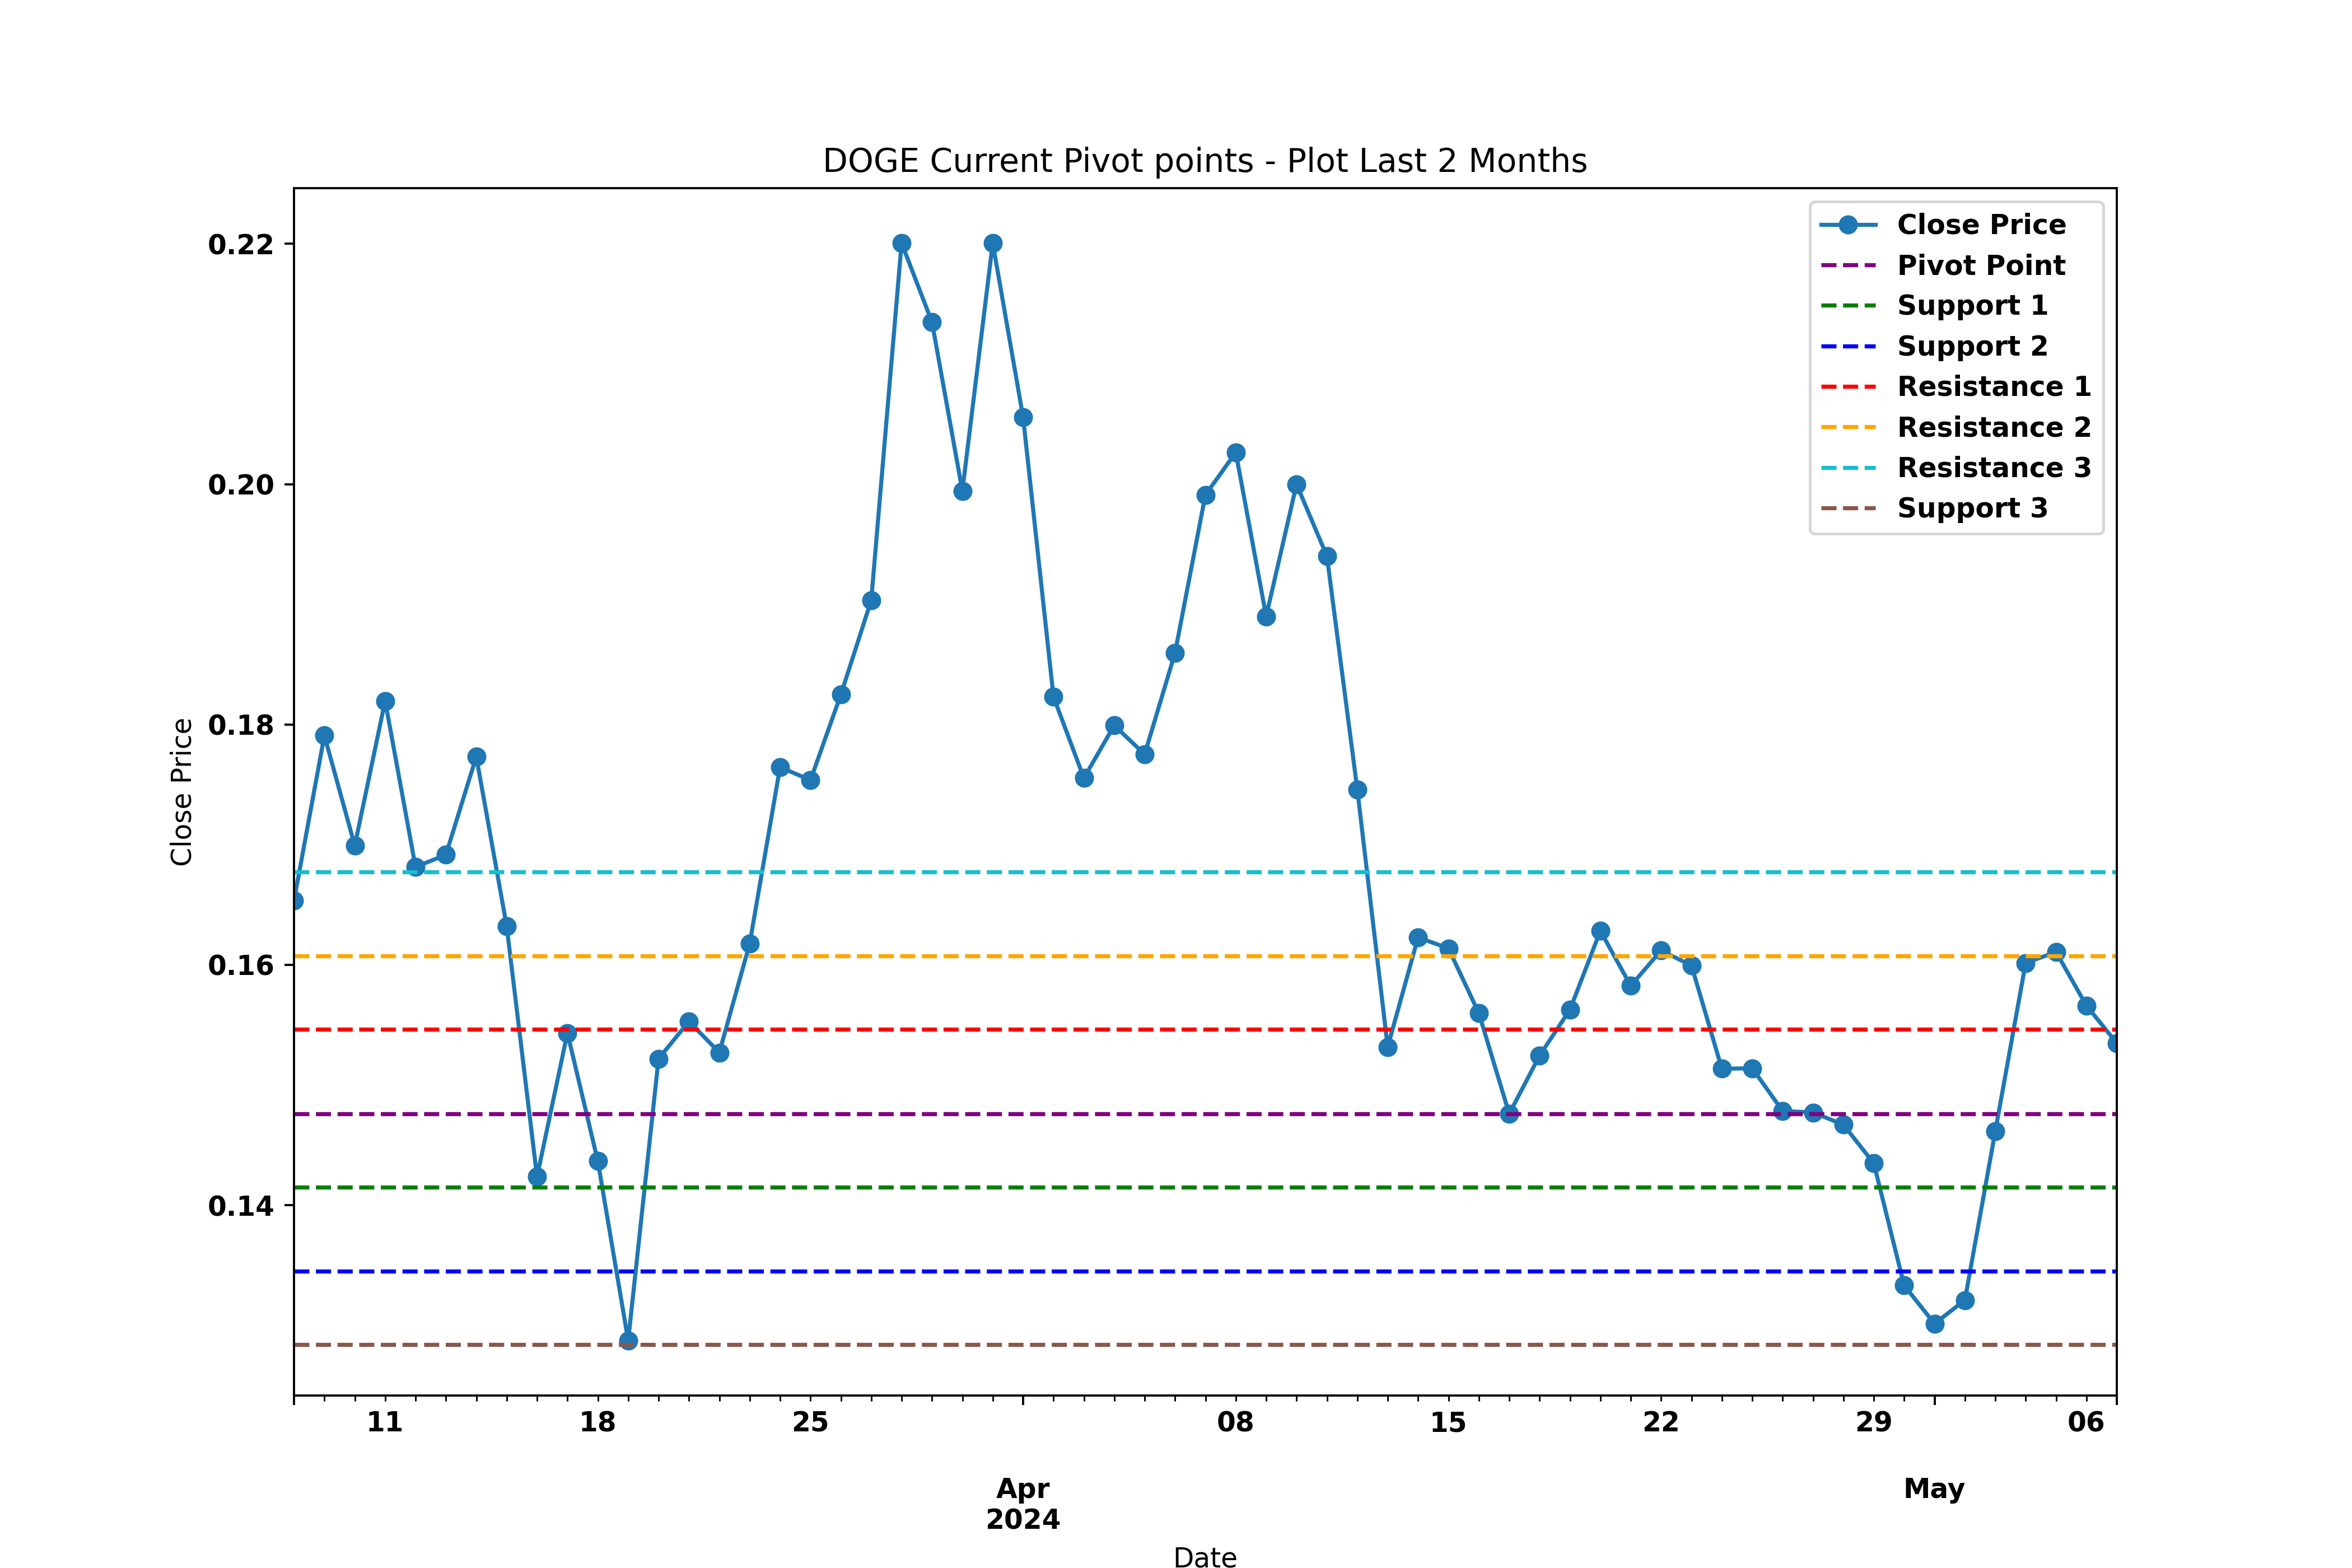 DOGE Current Pivot points - Plot Last 2 Months
Close Price
Pivot Point
Support 1
Support 2
Resistance 1
Resistance 2
Resistance 3
Support 3
Close Price
0.22
0.20
0.18
0.16
0.14
11 18 25 08 15 22 29 06
Apr May
2024
Date